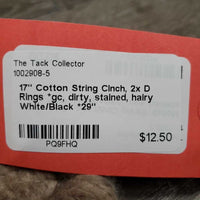 The Tack Collector
1002908-5
17" Cotton String Cinch, 2x D
Rings *gc, dirty, stained, hairy
White/Black *29"
PQ9FHQ
$12.50